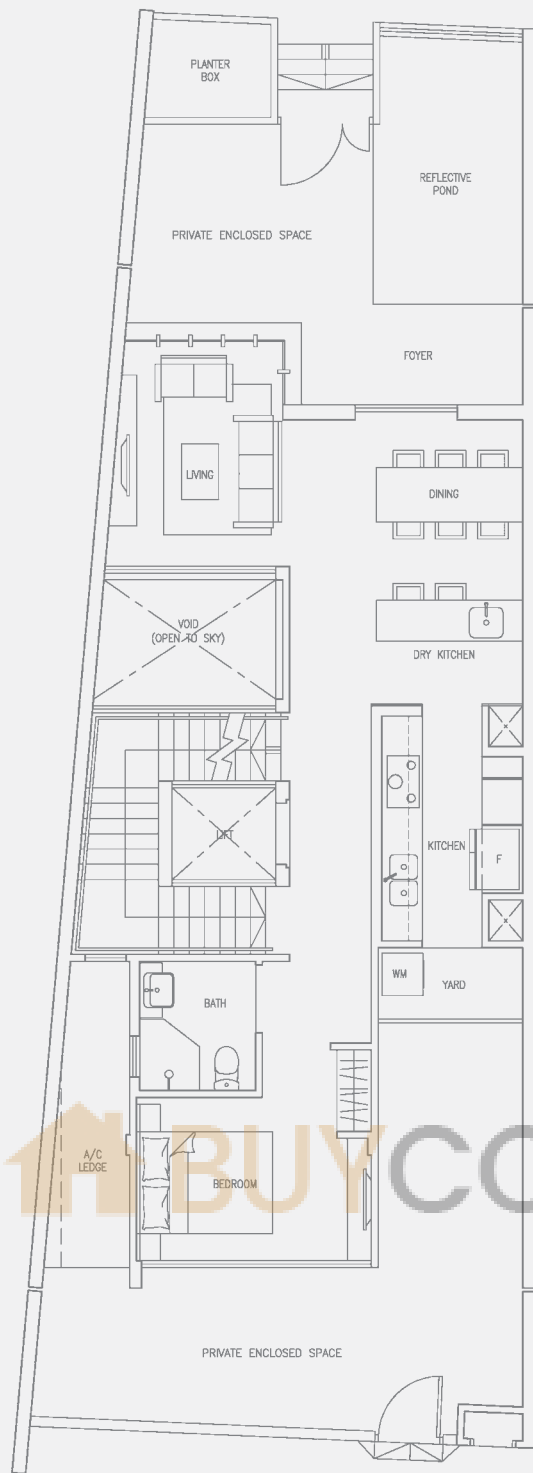 PLANTER
BOX
REFLECTIVE
POND
PRIVATE ENCLOSED SPACE
FOYER
LIVING
DINING
VOID
(OPEN TO SKY)
DRY KITCHEN
LIFT
KITCHEN
F
WM
YARD
BATH
A/C
LEDGE
BEDROOM
BUYCO
PRIVATE ENCLOSED SPACE